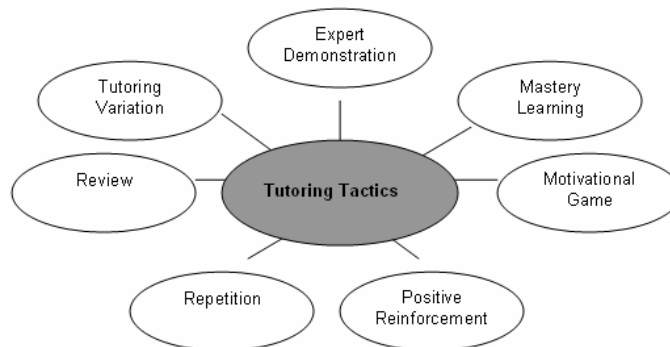 Expert
Demonstration
Tutoring
Variation
Mastery
Learning
Review
Tutoring Tactics
Motivational
Game
Repetition
Positive
Reinforcement